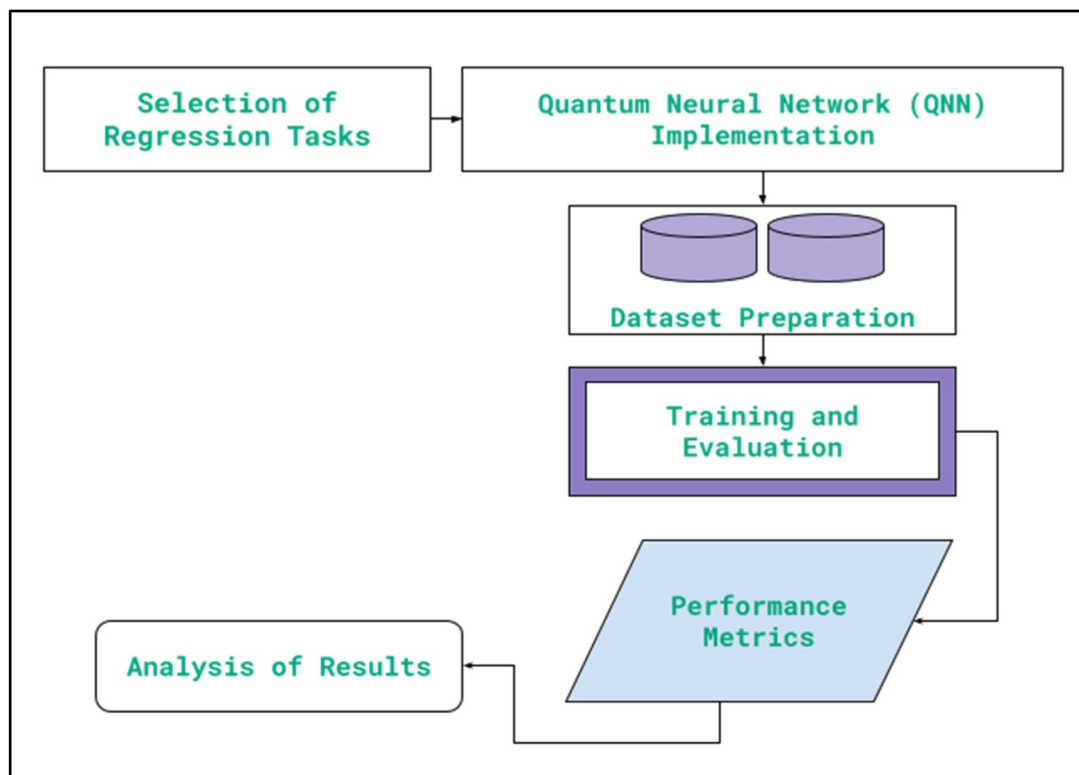 Selection of
Regression Tasks
Quantum Neural Network (QNN)
Implementation
Dataset Preparation
Training and
Evaluation
Performance
Metrics
Analysis of Results